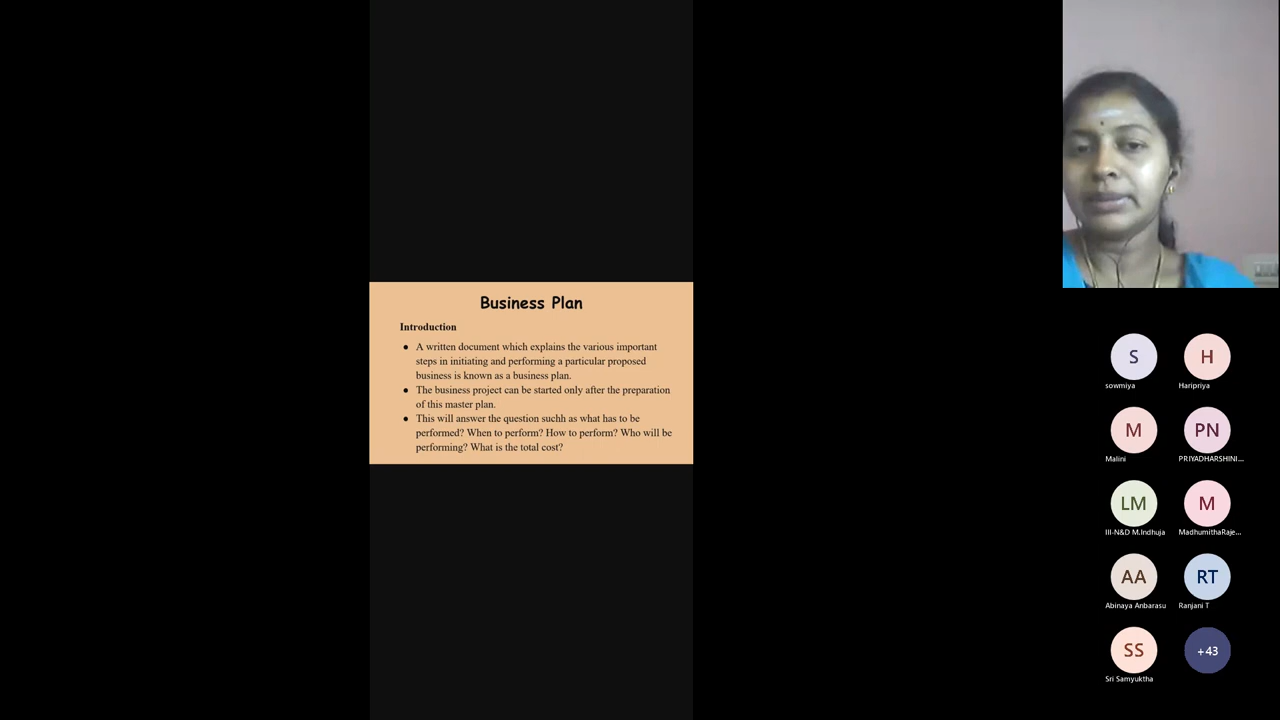 Business Plan
Introduction
● A written document which explains the various important
steps in initiating and performing a particular proposed
business is known as a business plan.
● The business project can be started only after the preparation
of this master plan.
● This will answer the question suchh as what has to be
performed? When to perform? How to perform? Who will be
performing? What is the total cost?
S
sowmiya
H
Haripriya
M
Malini
PN
PRIYADHARSHINI...
LM
III-N&D M.Indhuja
M
MadhumithaRaje...
AA
Abinaya Anbarasu
RT
Ranjani T
SS
Sri Samyuktha
+43